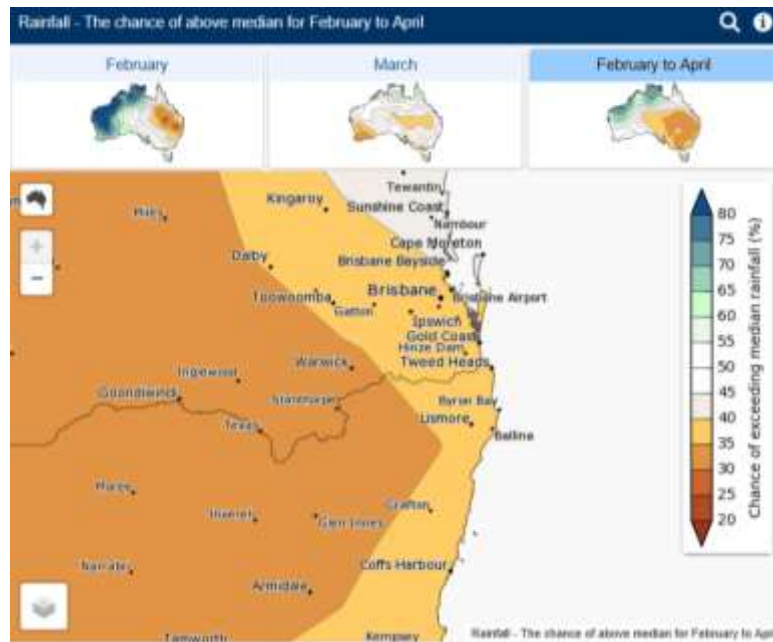 Rainfall - The chance of above median for February to April
February
March
February to April
Tewantin
Kingaroy
Sunshine Coast
Miles
Nambour
Cape Moreton
Dalby
Brisbane Bayside
Brisbane
Toowoomba
Brisbane Airport
Gatton
Ipswich
Gold Coast
Hinze Dam
Warwick
Tweed Heads
Inglewood
Goondiwindi
Stanthorpe
Byron Bay
Lismore
Texas
Ballina
Moree
Grafton
Inverell
Glen Innes
Narrabri
Coffs Harbour
Armidale
Tamworth
Kempsey
80
75
70
65
60
55
45
40
35
30
25
20
Chance of exceeding median rainfall (%)
Rainfall - The chance of above median for February to Apr